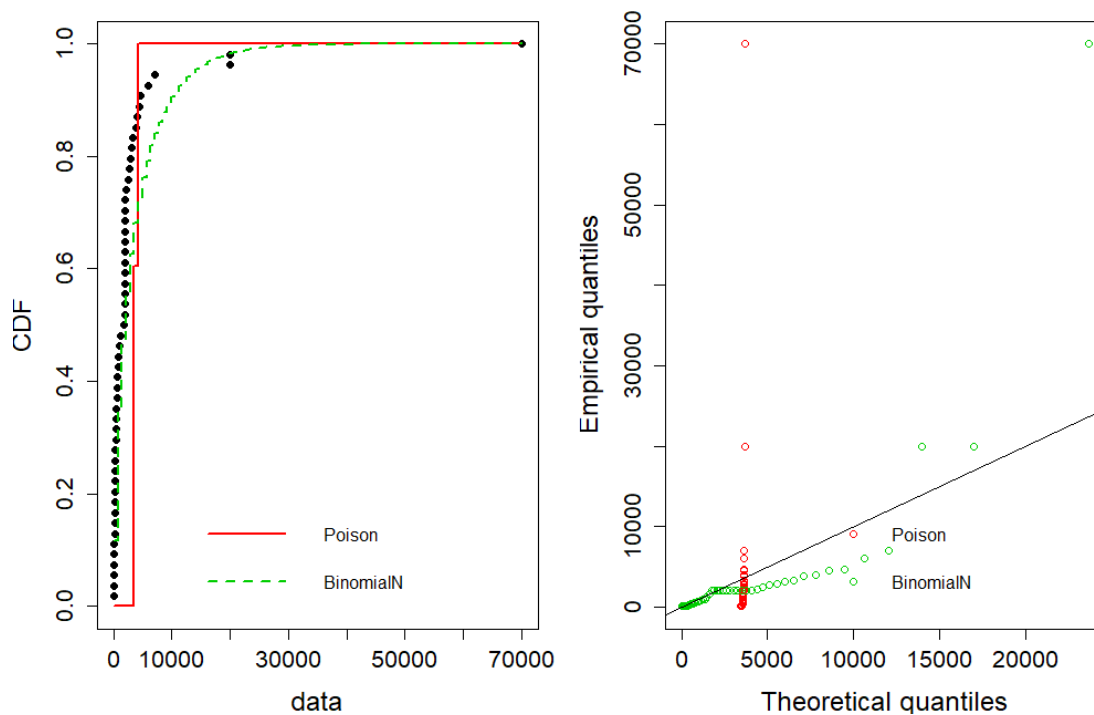 CDF
1.0
0.8
0.6
0.4
0.2
0.0
Poison
BinomialN
0 10000 30000 50000 70000
data
Empirical quantiles
70000
50000
30000
10000
0
Poison
BinomialN
0 5000 10000 15000 20000
Theoretical quantiles